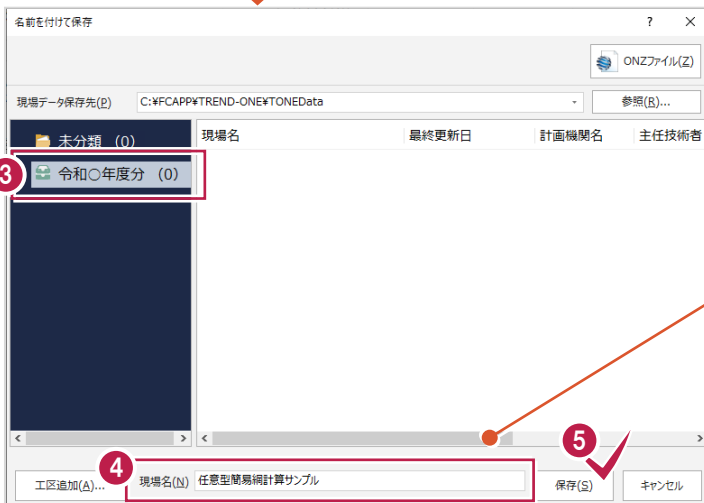 名前を付けて保存 ? ×
ONZファイル(Z)
現場データ保存先(P) C:¥FCAPP¥TREND-ONE¥TONEData 参照(R)...
未分類 (0) 現場名 最終更新日 計画機関名 主任技術者
3 令和○年度分 (0)
5
4
工区追加(A)... 現場名(N) 任意型簡易網計算サンプル 保存(S) キャンセル